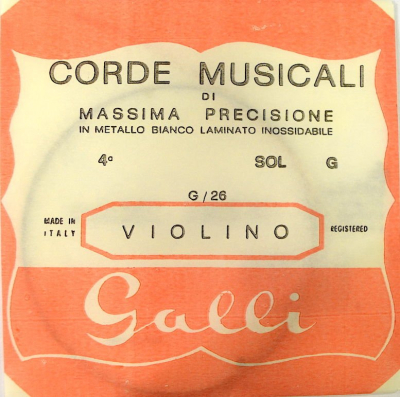 CORDE MUSICALI
DI
MASSIMA PRECISIONE
IN METALLO BIANCO LAMINATO INOSSIDABILE
4ª SOL G
G/26
MADE IN
ITALY
VIOLINO
REGISTERED
Galli